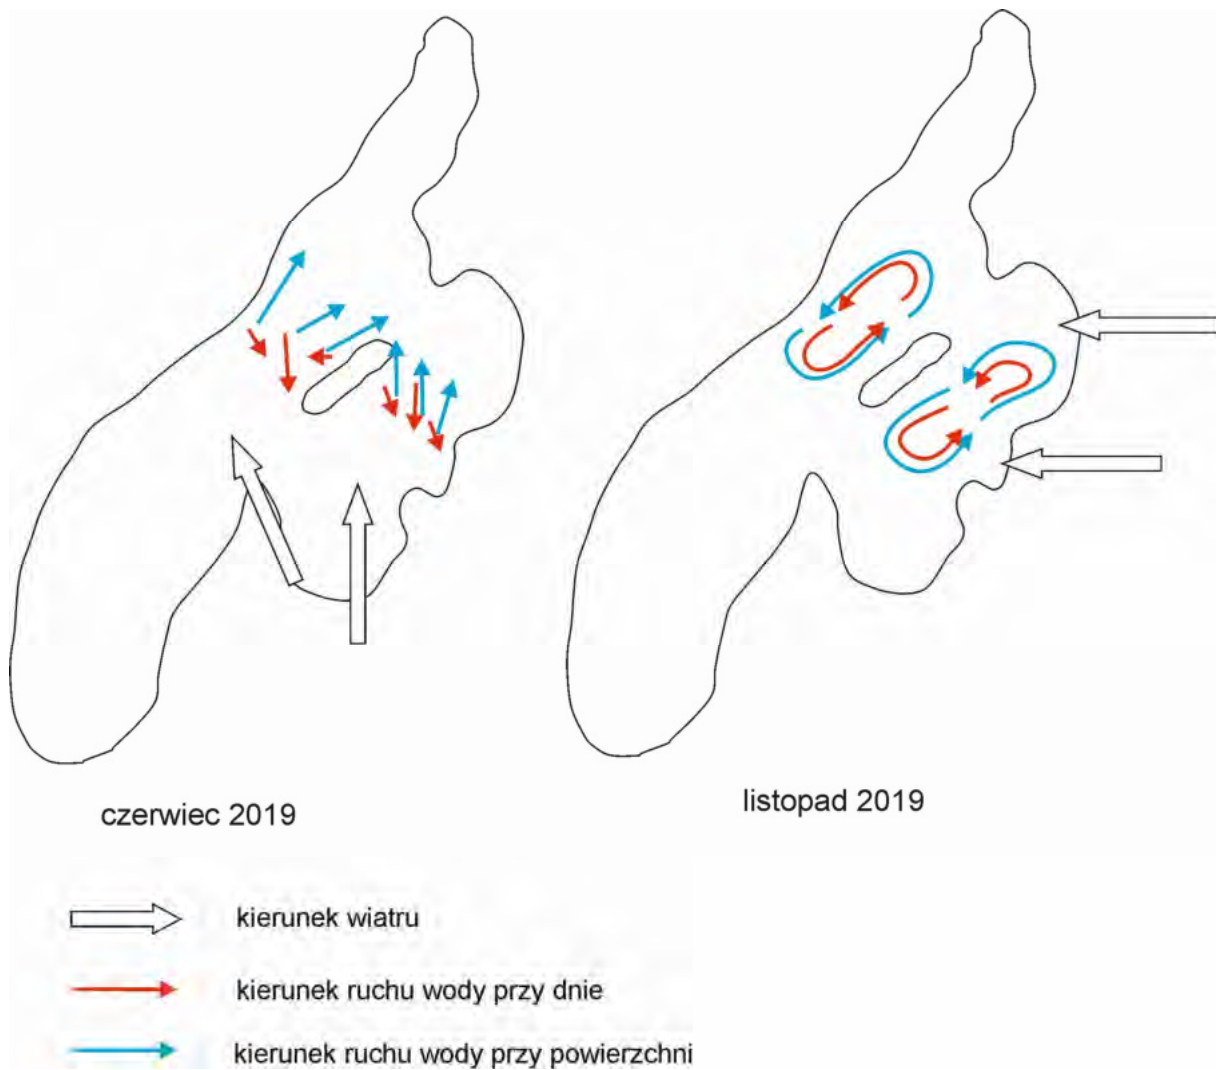 czerwiec 2019
listopad 2019
kierunek wiatru
kierunek ruchu wody przy dnie
kierunek ruchu wody przy powierzchni